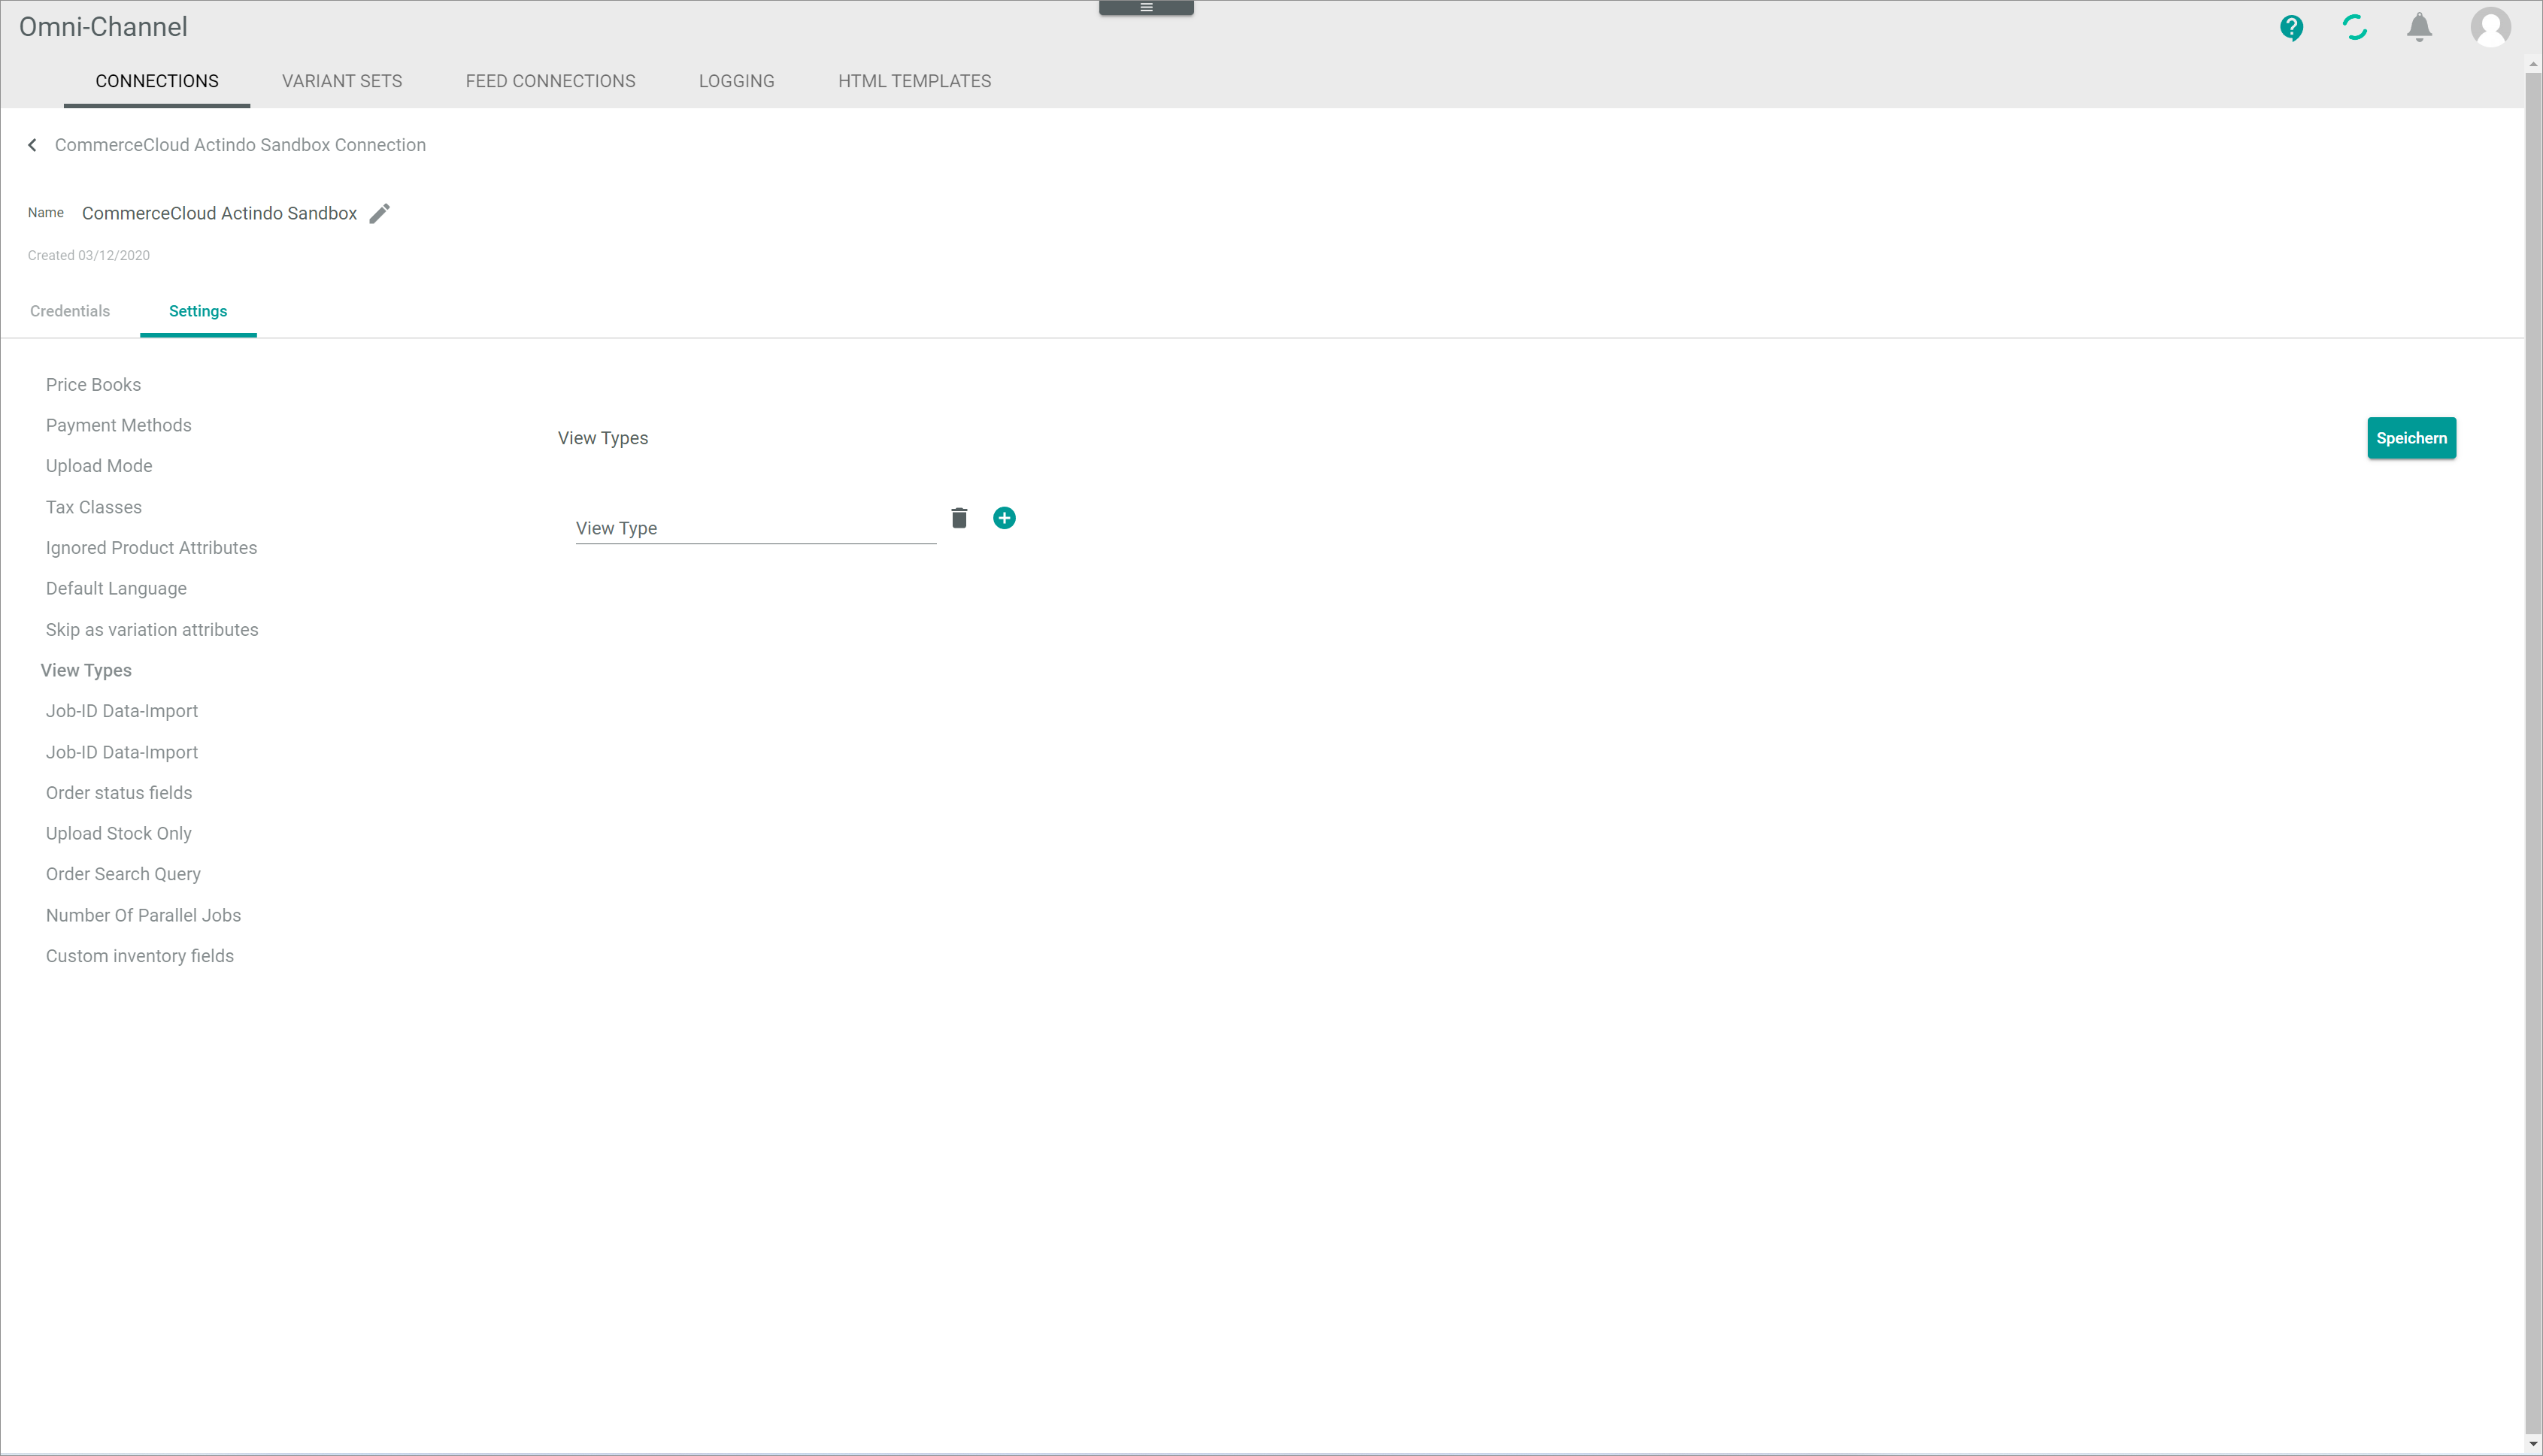 Omni-Channel
CONNECTIONS VARIANT SETS FEED CONNECTIONS LOGGING HTML TEMPLATES
CommerceCloud Actindo Sandbox Connection
Name CommerceCloud Actindo Sandbox
Created 03/12/2020
Credentials Settings
Price Books
Payment Methods
Upload Mode
Tax Classes
Ignored Product Attributes
Default Language
Skip as variation attributes
View Types
Job-ID Data-Import
Job-ID Data-Import
Order status fields
Upload Stock Only
Order Search Query
Number Of Parallel Jobs
Custom inventory fields
View Types
Speichern
View Type